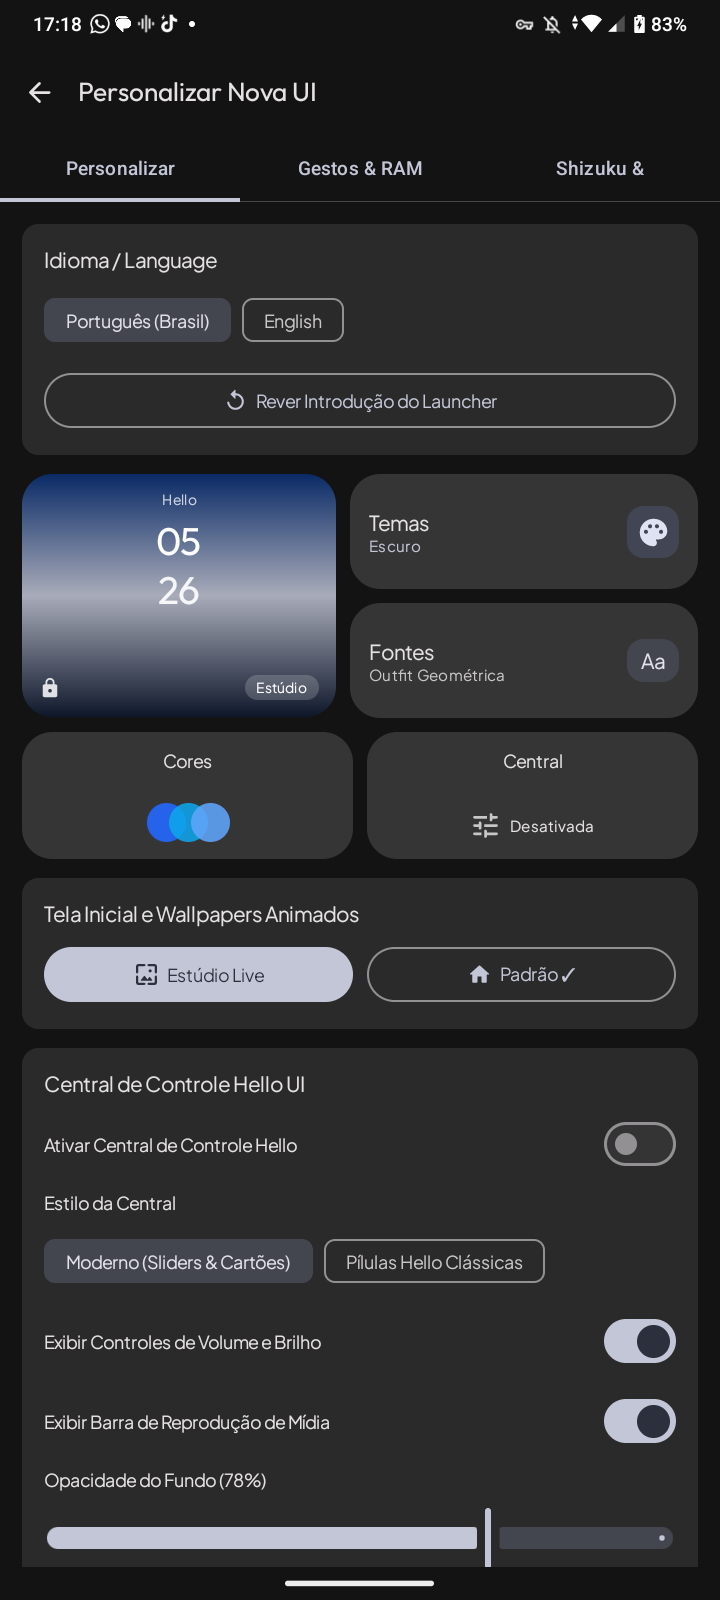 17:18
83%
Personalizar Nova UI
Personalizar
Gestos & RAM
Shizuku &
Idioma / Language
Português (Brasil)
English
Rever Introdução do Launcher
Hello
05
26
Estúdio
Temas
Escuro
Fontes
Outfit Geométrica
Aa
Cores
Central
Desativada
Tela Inicial e Wallpapers Animados
Estúdio Live
Padrão ✓
Central de Controle Hello UI
Ativar Central de Controle Hello
Estilo da Central
Moderno (Sliders & Cartões)
Pílulas Hello Clássicas
Exibir Controles de Volume e Brilho
Exibir Barra de Reprodução de Mídia
Opacidade do Fundo (78%)